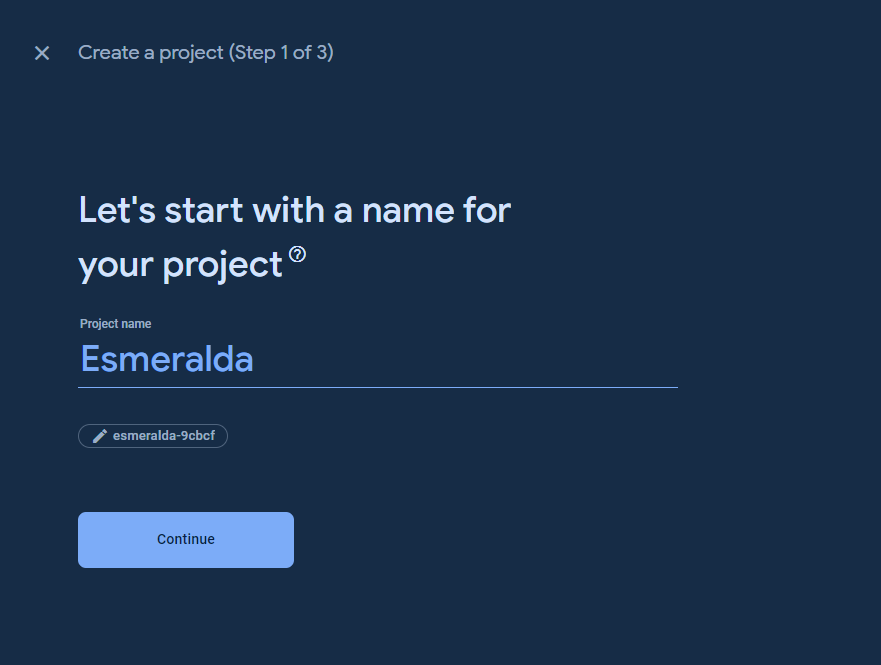 Create a project (Step 1 of 3)
Let's start with a name for
your project
Project name
Esmeralda
esmeralda-9cbcf
Continue